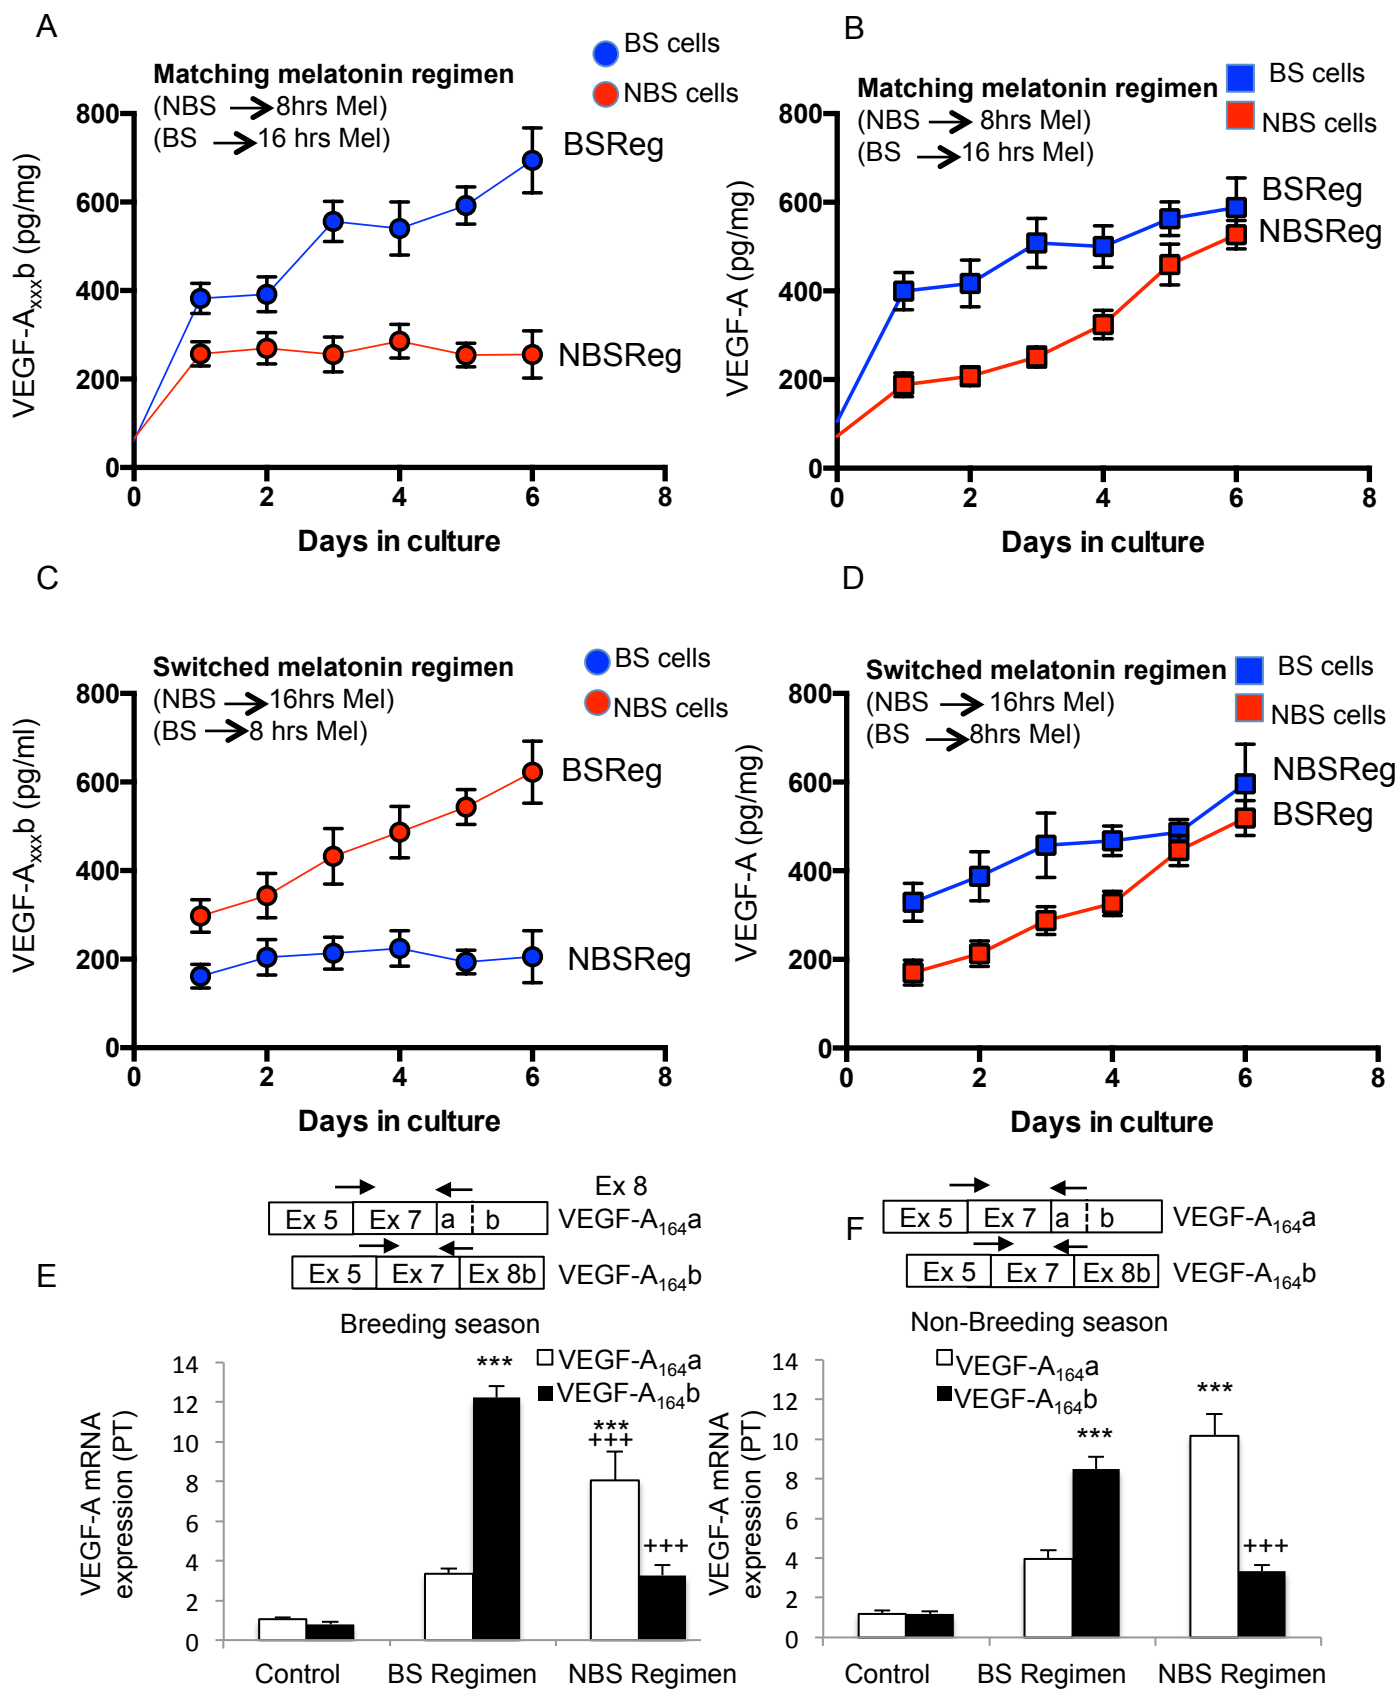 A
BS cells
NBS cells
Matching melatonin regimen
(NBS → 8hrs Mel)
(BS → 16 hrs Mel)
800
600
400
200
0
0 2 4 6 8
VEGF-Axxxb (pg/mg)
Days in culture
BSReg
NBSReg
B
BS cells
NBS cells
Matching melatonin regimen
(NBS → 8hrs Mel)
(BS → 16 hrs Mel)
800
600
400
200
0
0 2 4 6 8
VEGF-A (pg/mg)
Days in culture
BSReg
NBSReg
C
BS cells
NBS cells
Switched melatonin regimen
(NBS → 16hrs Mel)
(BS → 8 hrs Mel)
800
600
400
200
0
0 2 4 6 8
VEGF-Axxxb (pg/ml)
Days in culture
BSReg
NBSReg
D
BS cells
NBS cells
Switched melatonin regimen
(NBS → 16hrs Mel)
(BS → 8hrs Mel)
800
600
400
200
0
0 2 4 6 8
VEGF-A (pg/mg)
Days in culture
NBSReg
BSReg
E
Ex 8
Ex 5 Ex 7 a b VEGF-A164a
Ex 5 Ex 7 Ex 8b VEGF-A164b
Breeding season
VEGF-A164a
VEGF-A164b
14
12
10
8
6
4
2
0
VEGF-A mRNA
expression (PT)
***
***
+++
+++
Control BS Regimen NBS Regimen
F
Ex 5 Ex 7 a b VEGF-A164a
Ex 5 Ex 7 Ex 8b VEGF-A164b
Non-Breeding season
VEGF-A164a
VEGF-A164b
14
12
10
8
6
4
2
0
VEGF-A mRNA
expression (PT)
***
***
+++
Control BS Regimen NBS Regimen